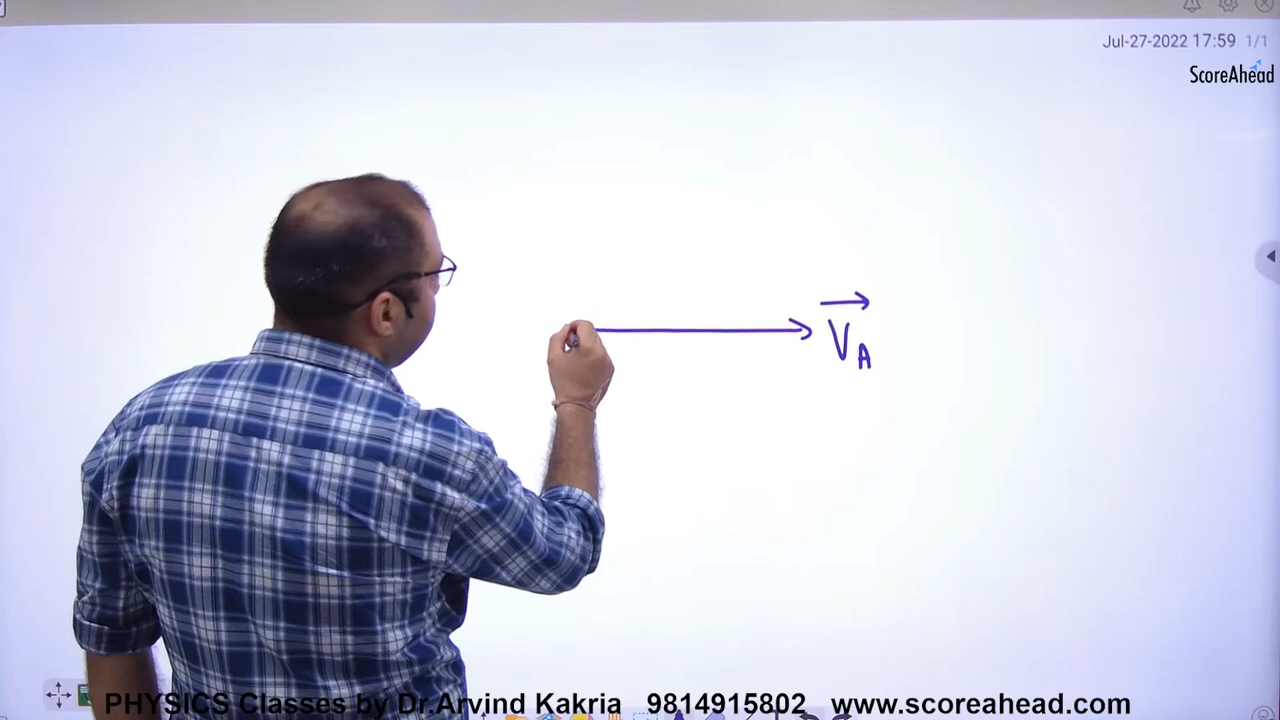 Jul-27-2022 17:59 1/1
ScoreAhead
V_A
PHYSICS Classes by Dr.Arvind Kakria 9814915802 www.scoreahead.com